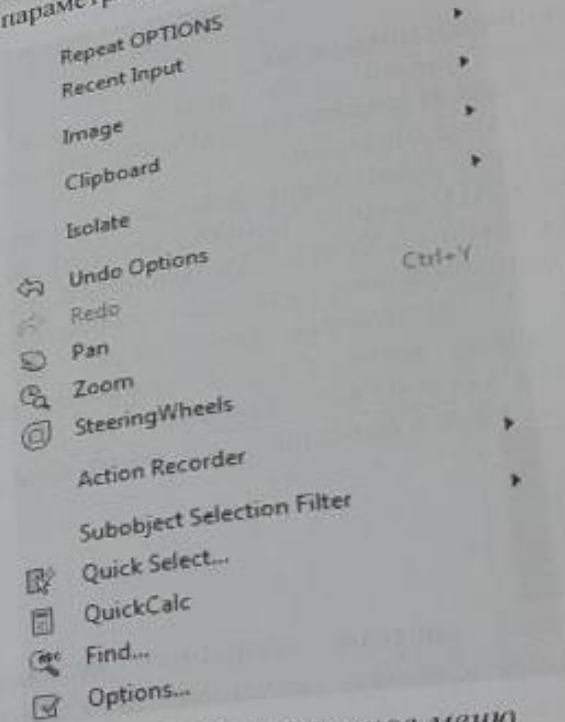 Repeat OPTIONS
Recent Input
Image
Clipboard
Isolate
Undo Options
Redo Ctrl+Y
Pan
Zoom
SteeringWheels
Action Recorder
Subobject Selection Filter
Quick Select...
QuickCalc
Find...
Options...
меню